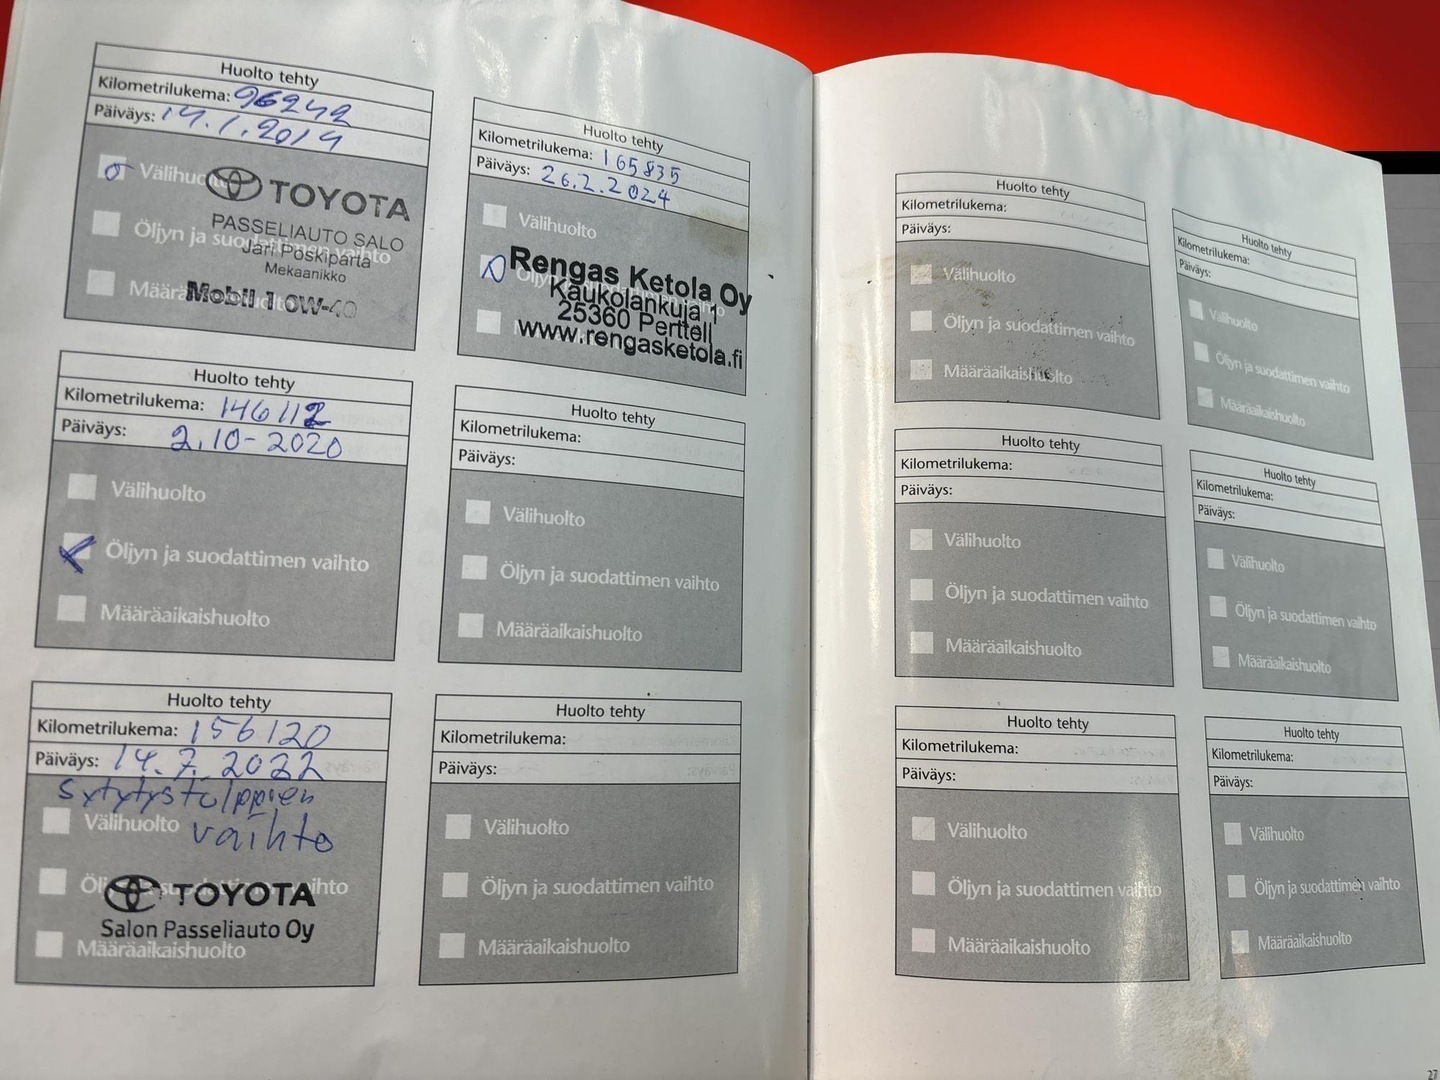 Huolto tehty
Kilometrilukema: 96242
Päiväys: 14.1.2014
Välihuolto
TOYOTA
PASSELIAUTO SALO
Öljyn ja suodattimen vaihto
Jari Poskiparta
Mekaanikko
Määräaikaishuolto
Mobil 1 0W-40
Huolto tehty
Kilometrilukema: 146112
Päiväys: 2.10-2020
Välihuolto
Öljyn ja suodattimen vaihto
Määräaikaishuolto
Huolto tehty
Kilometrilukema: 156120
Päiväys: 14.7.2022
sytytystulppien
Välihuolto vaihto
Öljyn ja suodattimen vaihto
TOYOTA
Salon Passeliauto Oy
Määräaikaishuolto
Huolto tehty
Kilometrilukema: 165835
Päiväys: 26.2.2024
Välihuolto
Rengas Ketola Oy
Kaukolankuja 1
25360 Pertteli
www.rengasketola.fi
Huolto tehty
Kilometrilukema:
Päiväys:
Välihuolto
Öljyn ja suodattimen vaihto
Määräaikaishuolto
Huolto tehty
Kilometrilukema:
Päiväys:
Välihuolto
Öljyn ja suodattimen vaihto
Määräaikaishuolto
Huolto tehty
Kilometrilukema:
Päiväys:
Välihuolto
Öljyn ja suodattimen vaihto
Määräaikaishuolto
Huolto tehty
Kilometrilukema:
Päiväys:
Välihuolto
Öljyn ja suodattimen vaihto
Määräaikaishuolto
Huolto tehty
Kilometrilukema:
Päiväys:
Välihuolto
Öljyn ja suodattimen vaihto
Määräaikaishuolto
Huolto tehty
Kilometrilukema:
Päiväys:
Välihuolto
Öljyn ja suodattimen vaihto
Määräaikaishuolto
Huolto tehty
Kilometrilukema:
Päiväys:
Välihuolto
Öljyn ja suodattimen vaihto
Määräaikaishuolto
Huolto tehty
Kilometrilukema:
Päiväys:
Välihuolto
Öljyn ja suodattimen vaihto
Määräaikaishuolto
27